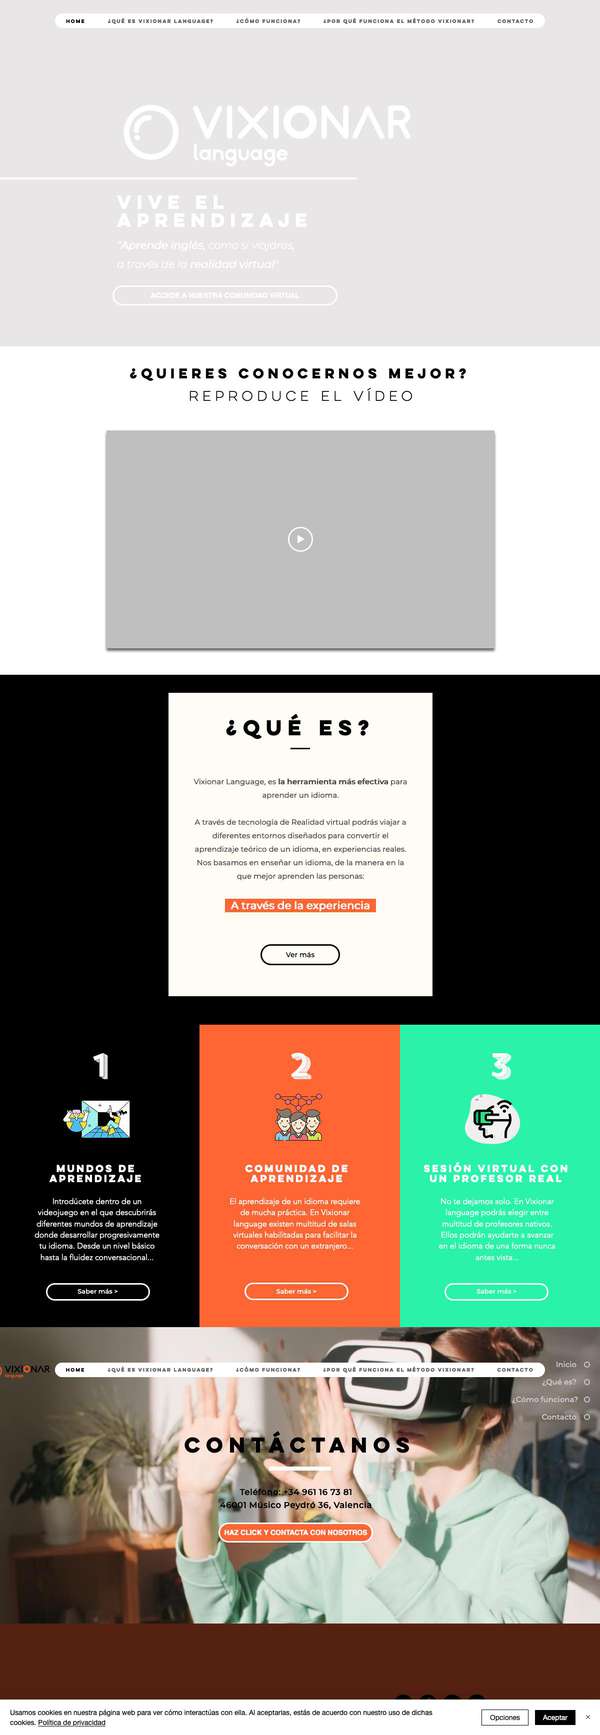 HOME ¿QUÉ ES VIXIONAR LANGUAGE? ¿CÓMO FUNCIONA? ¿POR QUÉ FUNCIONA EL MÉTODO VIXIONAR? CONTACTO
VIXIONAR
language
VIVE EL
APRENDIZAJE
"Aprende inglés, como si viajaras,
a través de la realidad virtual"
ACCEDE A NUESTRA COMUNIDAD VIRTUAL
¿QUIERES CONOCERNOS MEJOR?
REPRODUCE EL VÍDEO
¿QUÉ ES?
Vixionar Language, es la herramienta más efectiva para
aprender un idioma.
A través de tecnología de Realidad virtual podrás viajar a
diferentes entornos diseñados para convertir el
aprendizaje teórico de un idioma, en experiencias reales.
Nos basamos en enseñar un idioma, de la manera en la
que mejor aprenden las personas:
A través de la experiencia
Ver más
1
MUNDOS DE
APRENDIZAJE
Introdúcete dentro de un
videojuego en el que descubrirás
diferentes mundos de aprendizaje
donde desarrollar progresivamente
tu idioma. Desde un nivel básico
hasta la fluidez conversacional...
Saber más >
2
COMUNIDAD DE
APRENDIZAJE
El aprendizaje de un idioma requiere
de mucha práctica. En Vixionar
language existen multitud de salas
virtuales habilitadas para facilitar la
conversación con un extranjero...
Saber más >
3
SESIÓN VIRTUAL CON
UN PROFESOR REAL
No te dejamos solo. En Vixionar
language podrás elegir entre
multitud de profesores nativos.
Ellos podrán ayudarte a avanzar
en el idioma de una forma nunca
antes vista...
Saber más >
VIXIONAR
language
HOME ¿QUÉ ES VIXIONAR LANGUAGE? ¿CÓMO FUNCIONA? ¿POR QUÉ FUNCIONA EL MÉTODO VIXIONAR? CONTACTO
Inicio
¿Qué es?
¿Cómo funciona?
Contacto
CONTÁCTANOS
Teléfono: +34 961 16 73 81
46001 Músico Peydró 36, Valencia
HAZ CLICK Y CONTACTA CON NOSOTROS
Usamos cookies en nuestra página web para ver cómo interactúas con ella. Al aceptarlas, estás de acuerdo con nuestro uso de dichas
cookies. Política de privacidad
Opciones
Aceptar
×